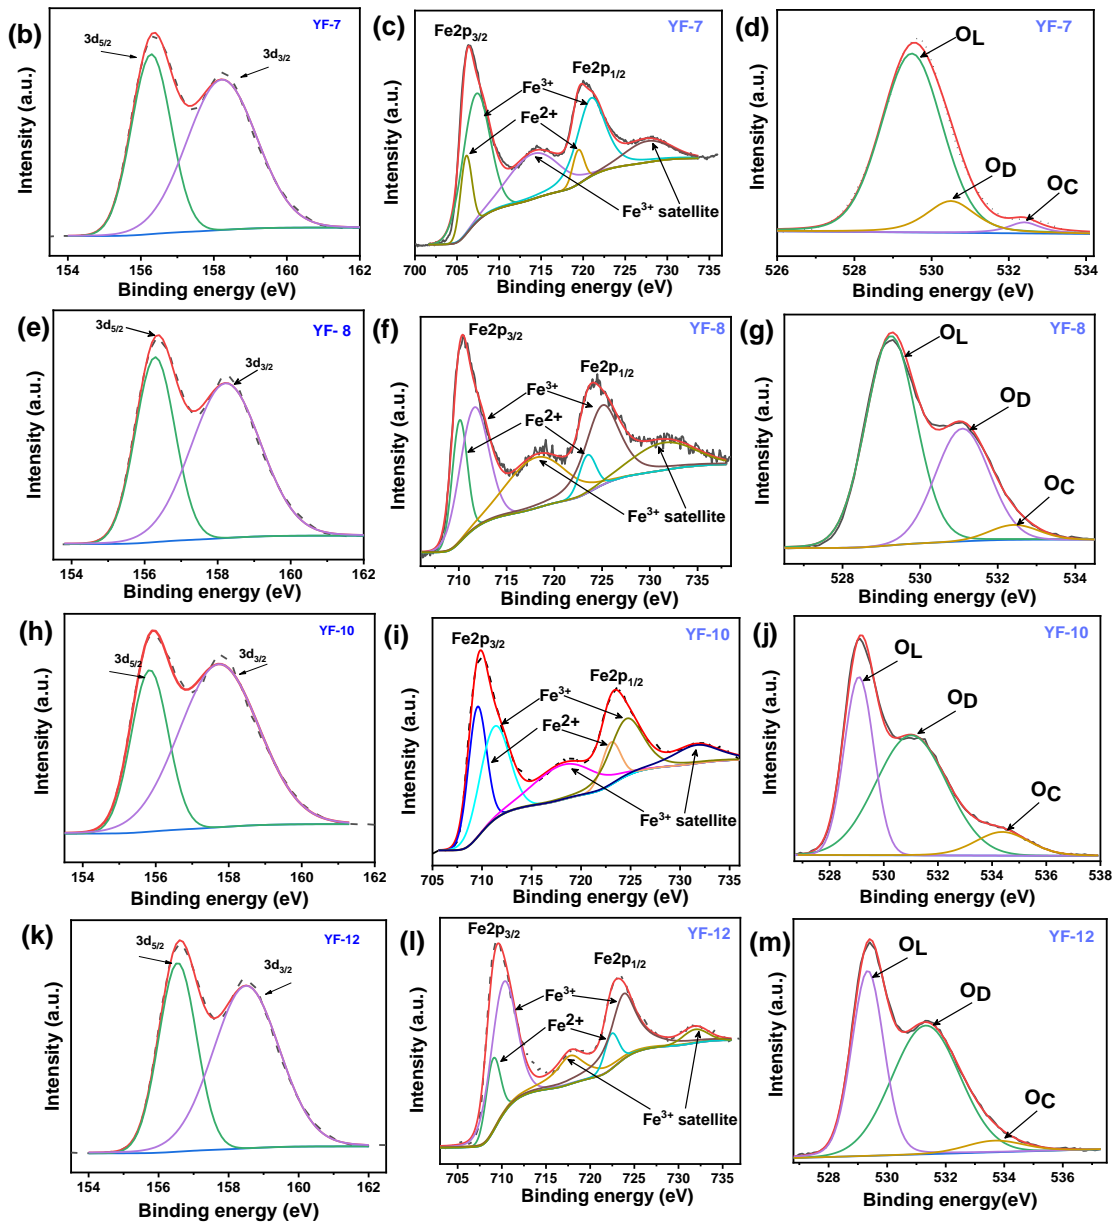 (b)
YF-7
3d5/2
3d3/2
Intensity (a.u.)
154 156 158 160 162
Binding energy (eV)
(c)
YF-7
Fe2p3/2
Fe2p1/2
Fe3+
Fe2+
Fe3+ satellite
Intensity (a.u.)
700 705 710 715 720 725 730 735
Binding energy (eV)
(d)
YF-7
OL
OD
OC
Intensity (a.u.)
526 528 530 532 534
Binding energy (eV)
(e)
YF- 8
3d5/2
3d3/2
Intensity (a.u.)
154 156 158 160 162
Binding energy (eV)
(f)
YF-8
Fe2p3/2
Fe2p1/2
Fe3+
Fe2+
Fe3+ satellite
Intensity (a.u.)
710 715 720 725 730 735
Binding energy (eV)
(g)
YF-8
OL
OD
OC
Intensity (a.u.)
528 530 532 534
Binding energy (eV)
(h)
YF-10
3d5/2
3d3/2
Intensity (a.u.)
154 156 158 160 162
Binding energy (eV)
(i)
YF-10
Fe2p3/2
Fe2p1/2
Fe3+
Fe2+
Fe3+ satellite
Intensity (a.u.)
705 710 715 720 725 730 735
Binding energy (eV)
(j)
YF-10
OL
OD
OC
Intensity (a.u.)
528 530 532 534 536 538
Binding energy (eV)
(k)
YF-12
3d5/2
3d3/2
Intensity (a.u.)
154 156 158 160 162
Binding energy (eV)
(l)
YF-12
Fe2p3/2
Fe2p1/2
Fe3+
Fe2+
Fe3+ satellite
Intensity (a.u.)
705 710 715 720 725 730 735
Binding energy (eV)
(m)
YF-12
OL
OD
OC
Intensity (a.u.)
528 530 532 534 536
Binding energy(eV)